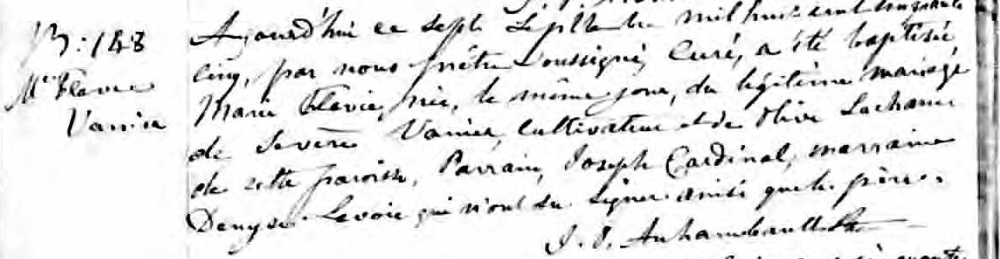 B: 148
Mie Flavie
Vanier
Aujourd'hui ce sept Septembre mil huit cent cinquante
cinq, par nous prêtre soussigné, Curé, a été baptisée
Marie Flavie, née, le même jour, du légitime mariage
de Sévère Vanier, cultivateur et de Olive Lachance
de cette paroisse, Parrain, Joseph Cardinal, marraine
Denyse Lavoie qui n'ont su signer ainsi que le père.
J. P. Archambault Ptre